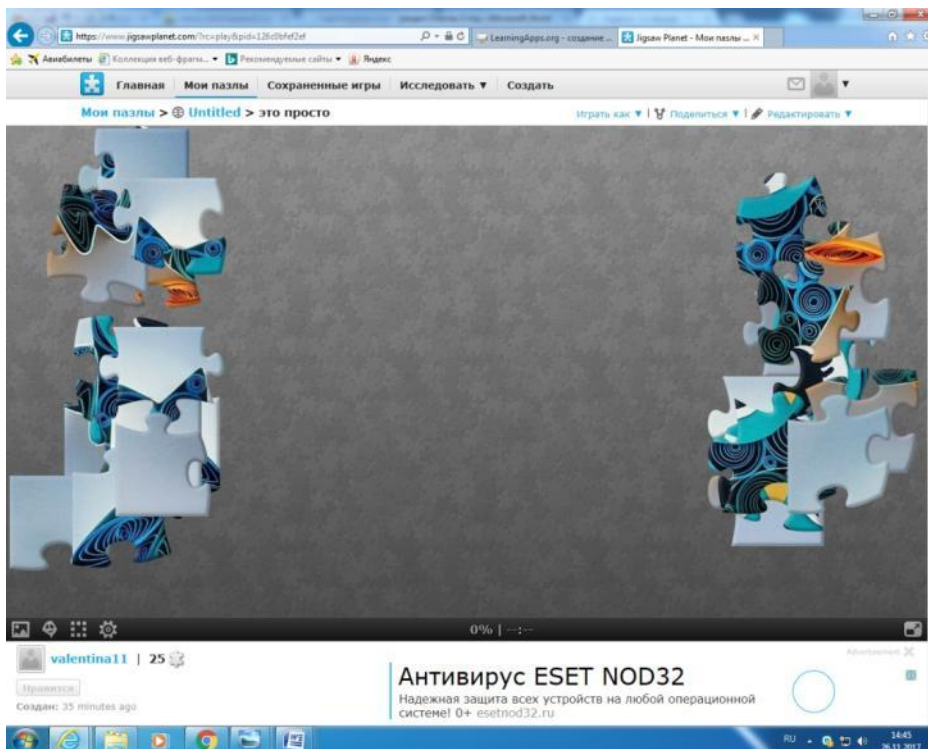 https://www.jigsawplanet.com/?rc=play&pid=126c0bfef2ef
LearningApps.org - создание ...
Jigsaw Planet - Мои пазлы ...
Авиабилеты Коллекция веб-фрагм... Рекомендуемые сайты Яндекс
Главная Мои пазлы Сохраненные игры Исследовать ▼ Создать
Мои пазлы > Untitled > это просто
Играть как ▼ | Поделиться ▼ | Редактировать ▼
0% | --:--
valentina11 | 25
Advertisement
Нравится
Создан: 35 minutes ago
Антивирус ESET NOD32
Надежная защита всех устройств на любой операционной
системе! 0+ esetnod32.ru
RU
14:45
26.11.2017